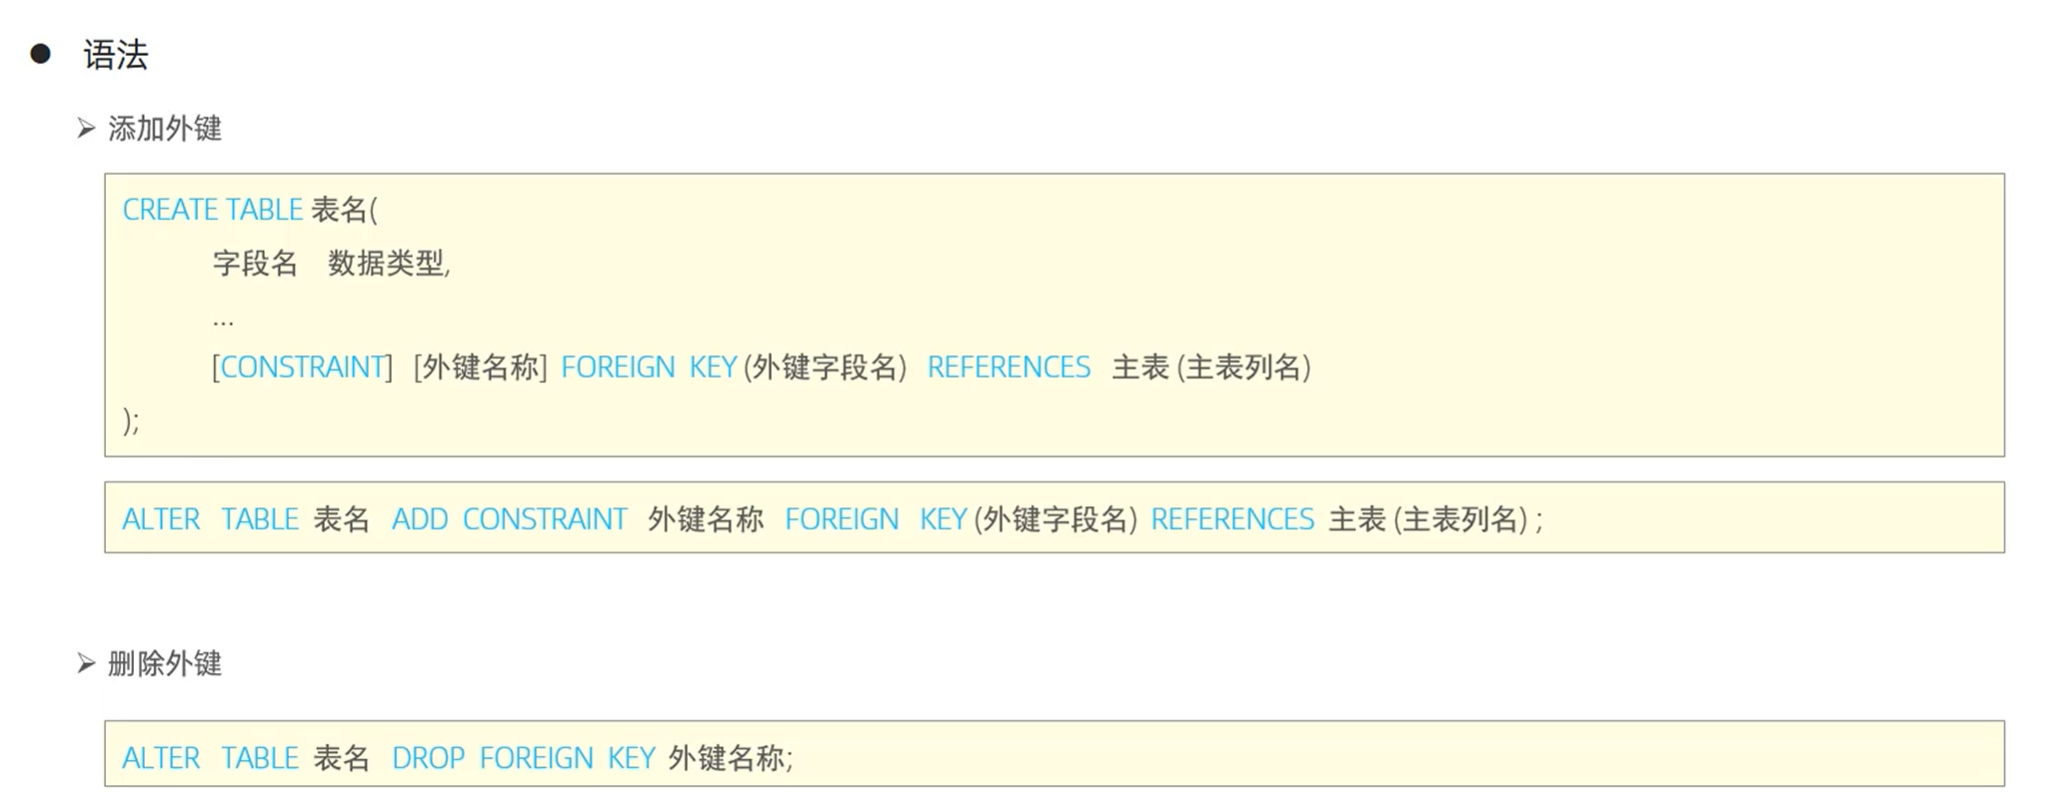 ● 语法
➢ 添加外键
CREATE TABLE 表名(
字段名 数据类型,
...
[CONSTRAINT] [外键名称] FOREIGN KEY (外键字段名) REFERENCES 主表 (主表列名)
);
ALTER TABLE 表名 ADD CONSTRAINT 外键名称 FOREIGN KEY (外键字段名) REFERENCES 主表 (主表列名) ;
➢ 删除外键
ALTER TABLE 表名 DROP FOREIGN KEY 外键名称;